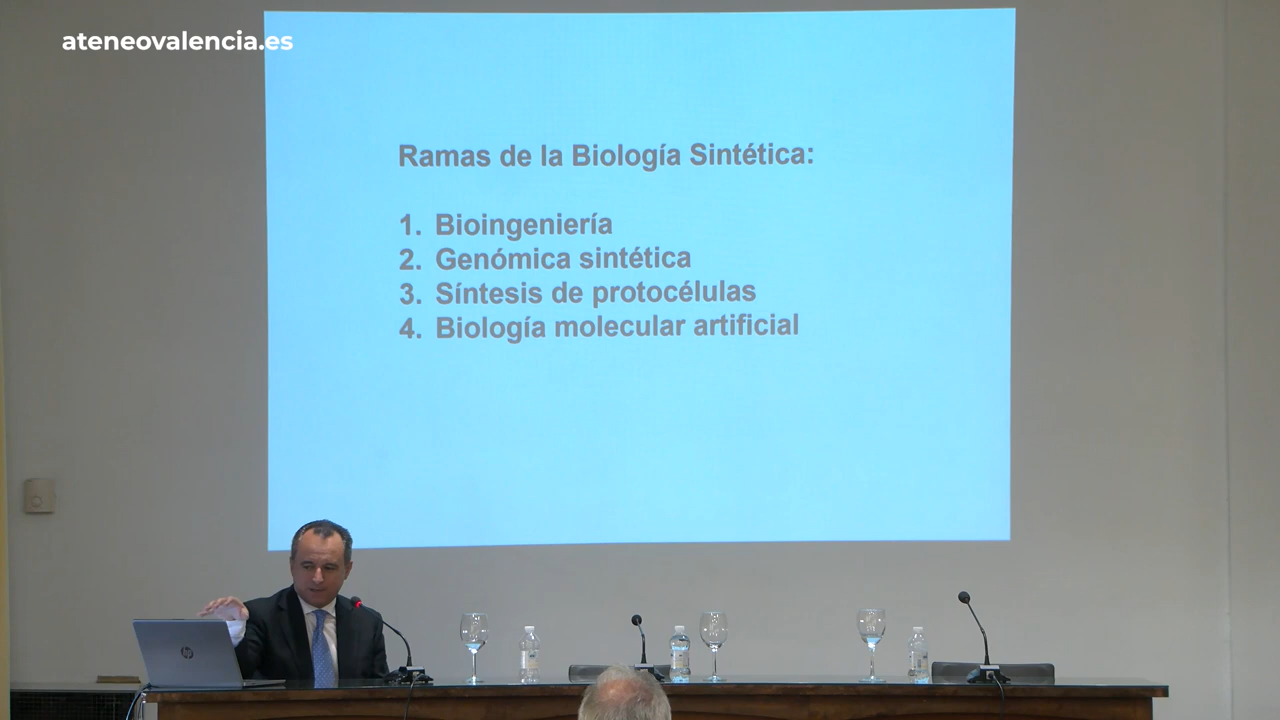 ateneovalencia.es
Ramas de la Biología Sintética:
1. Bioingeniería
2. Genómica sintética
3. Síntesis de protocélulas
4. Biología molecular artificial
hp